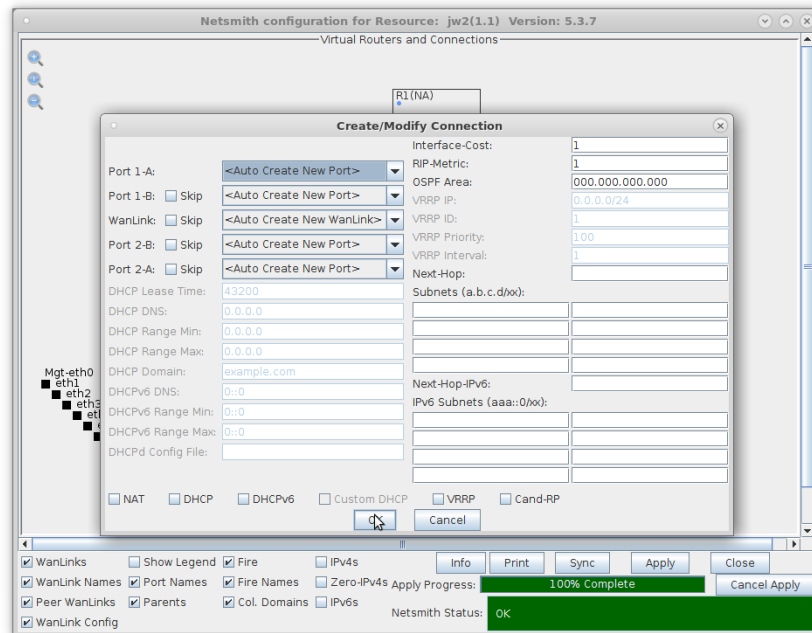 Netsmith configuration for Resource: jw2(1.1) Version: 5.3.7
Virtual Routers and Connections
R1(NA)
Create/Modify Connection
Port 1-A: <Auto Create New Port>
Port 1-B: Skip <Auto Create New Port>
WanLink: Skip <Auto Create New WanLink>
Port 2-B: Skip <Auto Create New Port>
Port 2-A: Skip <Auto Create New Port>
DHCP Lease Time: 43200
DHCP DNS: 0.0.0.0
DHCP Range Min: 0.0.0.0
DHCP Range Max: 0.0.0.0
DHCP Domain: example.com
DHCPv6 DNS: 0::0
DHCPv6 Range Min: 0::0
DHCPv6 Range Max: 0::0
DHCPd Config File:
Interface-Cost: 1
RIP-Metric: 1
OSPF Area: 000.000.000.000
VRRP IP: 0.0.0.0/24
VRRP ID: 1
VRRP Priority: 100
VRRP Interval: 1
Next-Hop:
Subnets (a.b.c.d/xx):
Next-Hop-IPv6:
IPv6 Subnets (aaa::0/xx):
NAT DHCP DHCPv6 Custom DHCP VRRP Cand-RP
OK Cancel
Mgt-eth0
eth1
eth2
WanLinks Show Legend Fire IPv4s
WanLink Names Port Names Fire Names Zero-IPv4s
Peer WanLinks Parents Col. Domains IPv6s
WanLink Config
Info Print Sync Apply Close
Apply Progress: 100% Complete Cancel Apply
Netsmith Status: OK